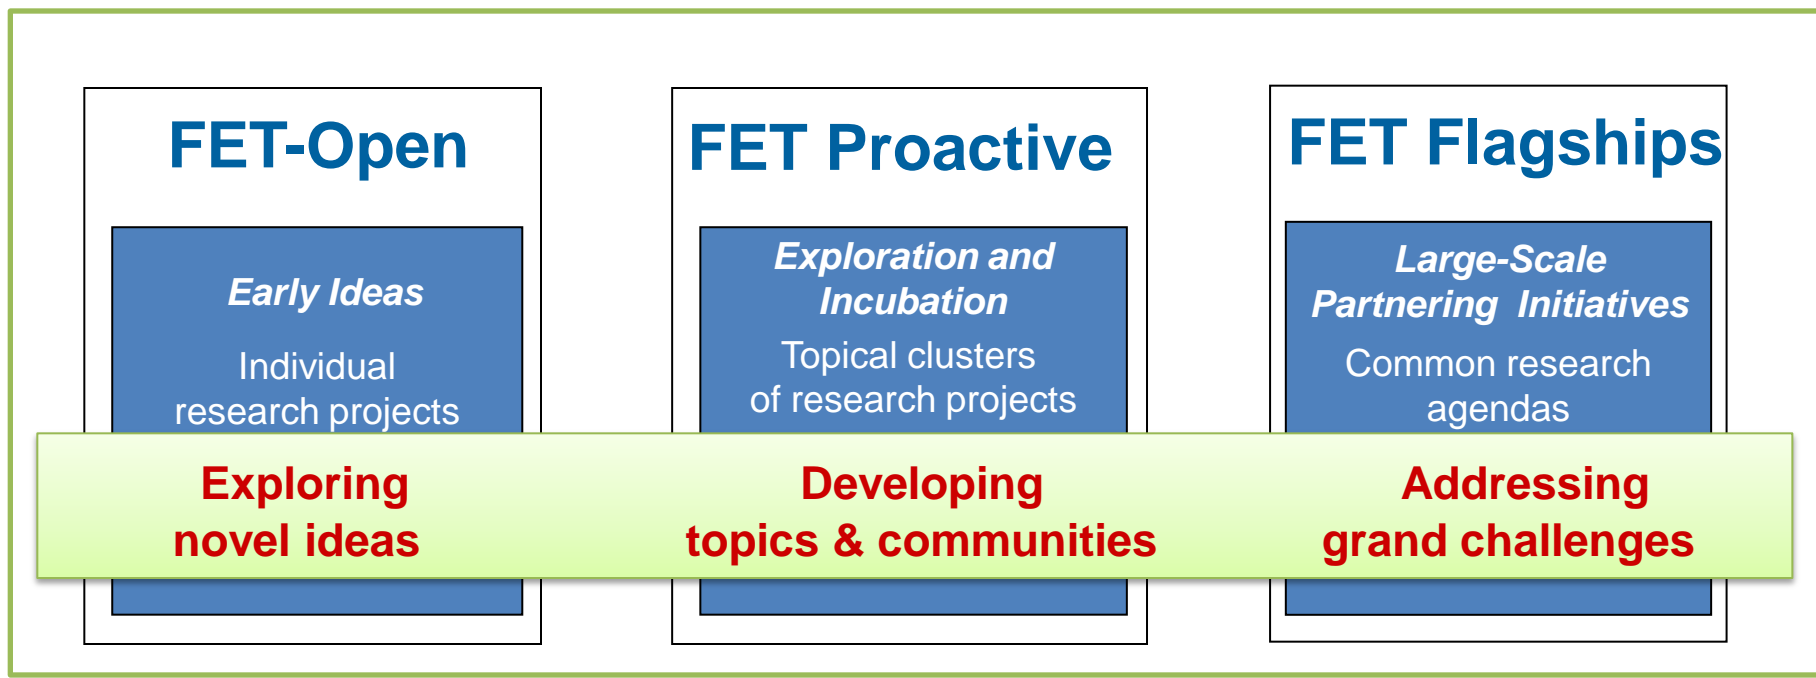 FET-Open
Early Ideas
Individual
research projects
Exploring
novel ideas
FET Proactive
Exploration and
Incubation
Topical clusters
of research projects
Developing
topics & communities
FET Flagships
Large-Scale
Partnering Initiatives
Common research
agendas
Addressing
grand challenges